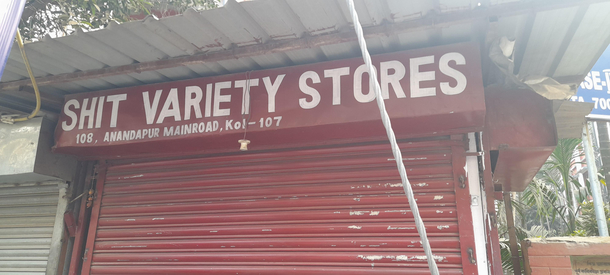 SHIT VARIETY STORES
108, ANANDAPUR MAINROAD, Kol-107